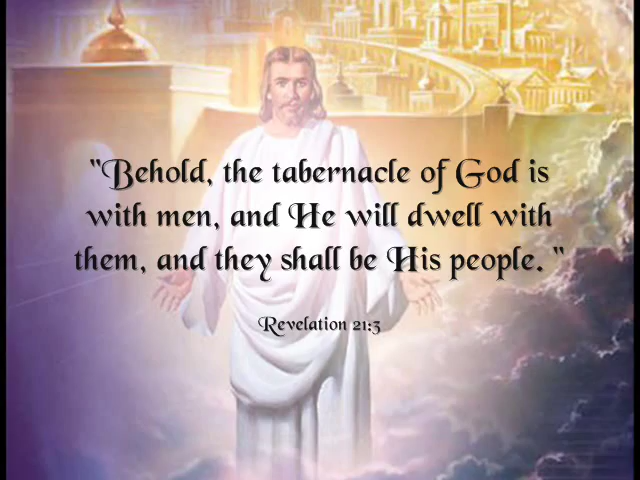 "Behold, the tabernacle of God is
with men, and He will dwell with
them, and they shall be His people. "
Revelation 21:3